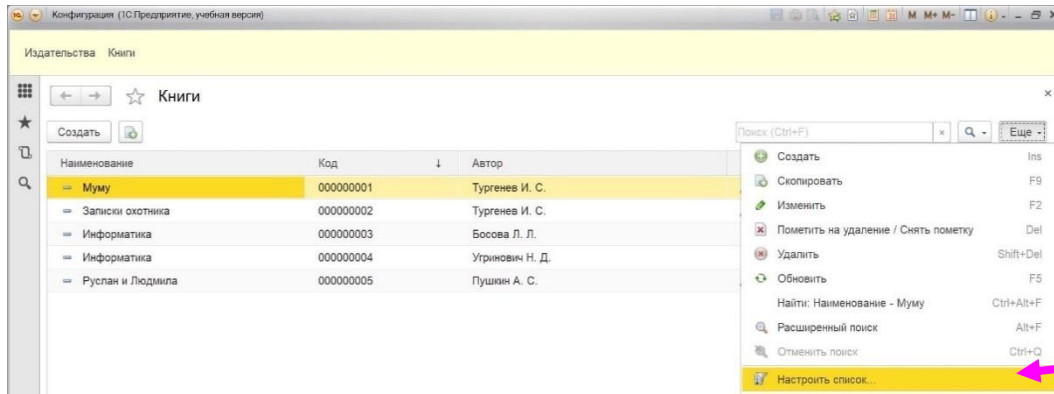 Конфигурация (1С:Предприятие, учебная версия)
M M+ M-
Издательства Книги
Книги
Создать
Поиск (Ctrl+F)
Еще
Наименование Код Автор
Муму 000000001 Тургенев И. С.
Записки охотника 000000002 Тургенев И. С.
Информатика 000000003 Босова Л. Л.
Информатика 000000004 Угринович Н. Д.
Руслан и Людмила 000000005 Пушкин А. С.
Создать Ins
Скопировать F9
Изменить F2
Пометить на удаление / Снять пометку Del
Удалить Shift+Del
Обновить F5
Найти: Наименование - Муму Ctrl+Alt+F
Расширенный поиск Alt+F
Отменить поиск Ctrl+Q
Настроить список...